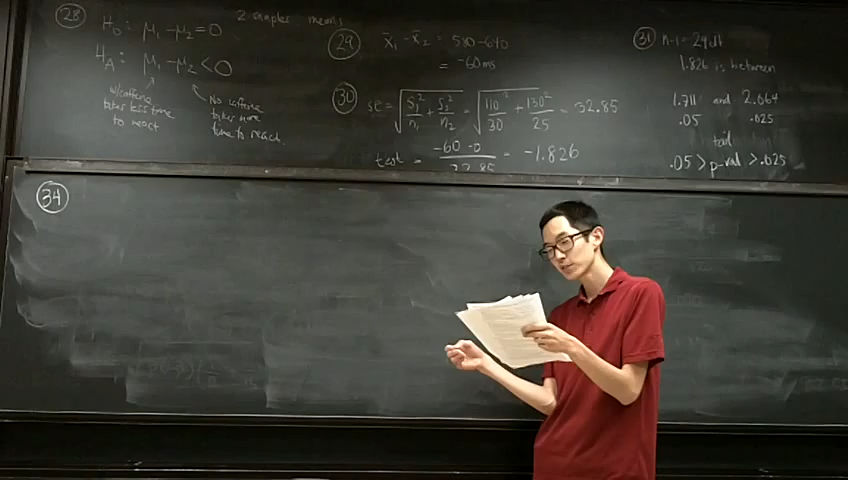 28 H₀: μ₁ - μ₂ = 0
2 samples means
H_A: μ₁ - μ₂ < 0
w/caffeine
takes less time
to react
No caffeine
takes more
time to react.
29 x̄₁ - x̄₂ = 580 - 640
= -60 ms
30 SE = √(S₁²/n₁ + S₂²/n₂) = √(110²/30 + 130²/25) = 32.85
test = (-60 - 0)/32.85 = -1.826
31 n-1 = 24 df
1.826 is between
1.711 and 2.064
.05 .025
tail
.05 > p-val > .025
34